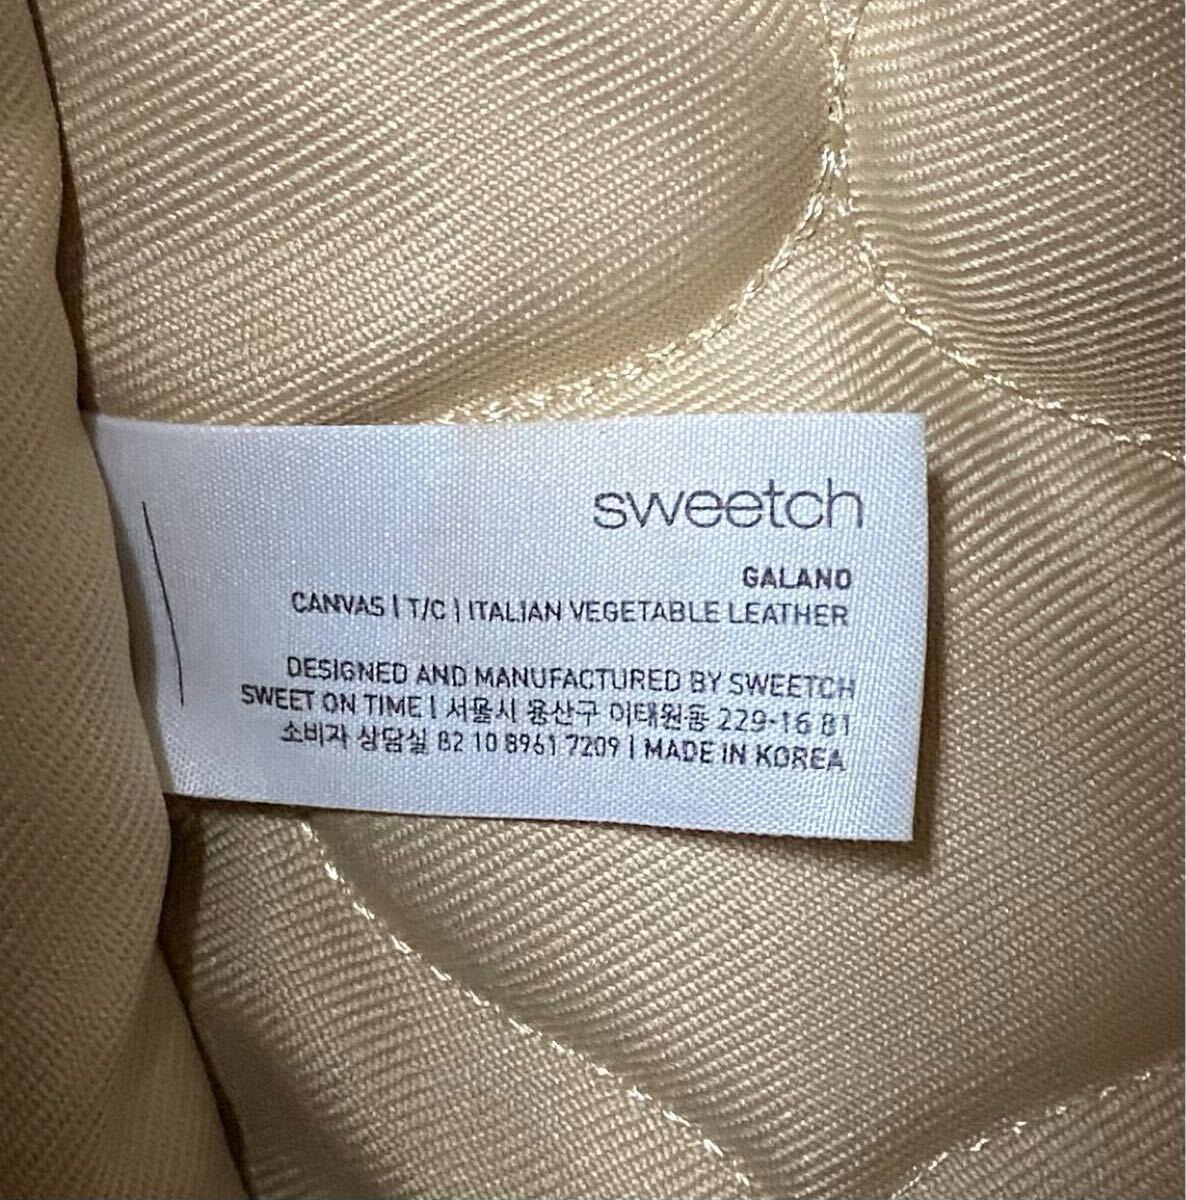 sweetch
GALANO
CANVAS | T/C | ITALIAN VEGETABLE LEATHER
DESIGNED AND MANUFACTURED BY SWEETCH
SWEET ON TIME | 서울시 용산구 이태원동 229-16 B1
소비자 상담실 82 10 8961 7209 | MADE IN KOREA